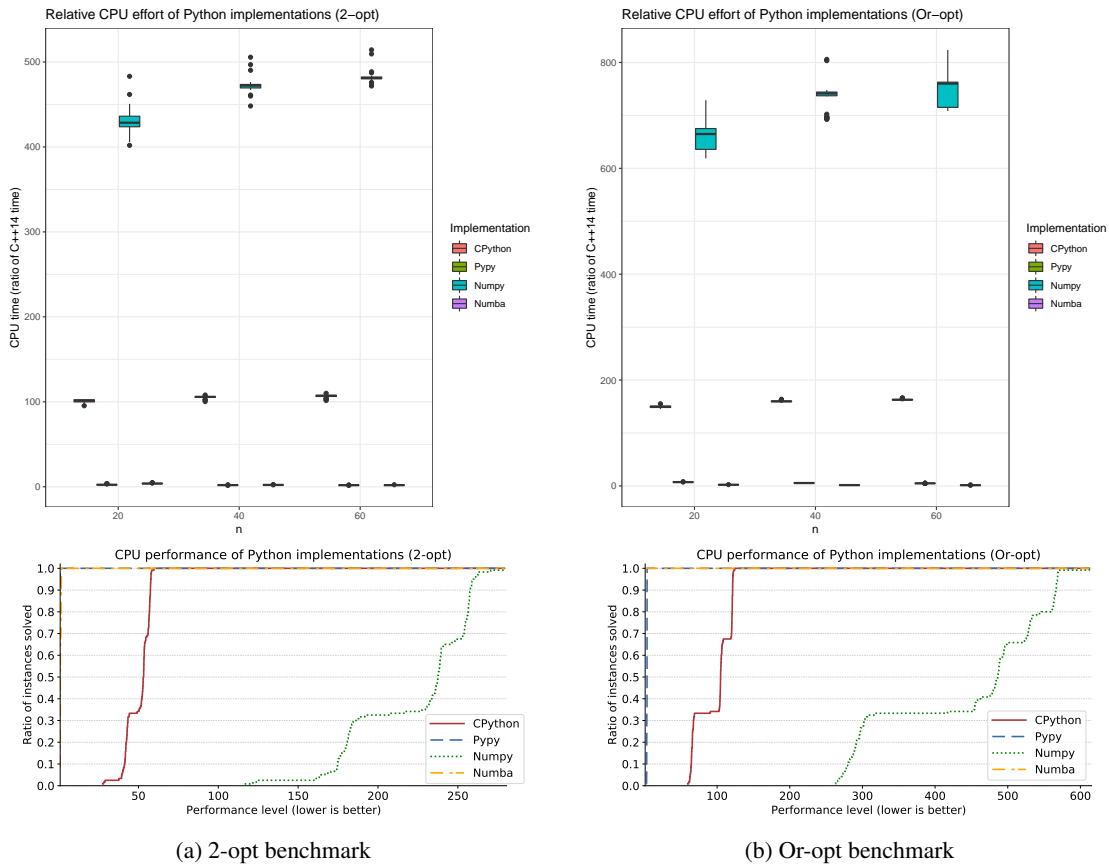 Relative CPU effort of Python implementations (2−opt)
CPU time (ratio of C++14 time)
500
400
300
200
100
0
20
40
60
n
Implementation
CPython
Pypy
Numpy
Numba
Relative CPU effort of Python implementations (Or−opt)
CPU time (ratio of C++14 time)
800
600
400
200
0
20
40
60
n
Implementation
CPython
Pypy
Numpy
Numba
CPU performance of Python implementations (2-opt)
Ratio of instances solved
1.0
0.9
0.8
0.7
0.6
0.5
0.4
0.3
0.2
0.1
0.0
50
100
150
200
250
Performance level (lower is better)
CPython
Pypy
Numpy
Numba
CPU performance of Python implementations (Or-opt)
Ratio of instances solved
1.0
0.9
0.8
0.7
0.6
0.5
0.4
0.3
0.2
0.1
0.0
100
200
300
400
500
600
Performance level (lower is better)
CPython
Pypy
Numpy
Numba
(a) 2-opt benchmark
(b) Or-opt benchmark